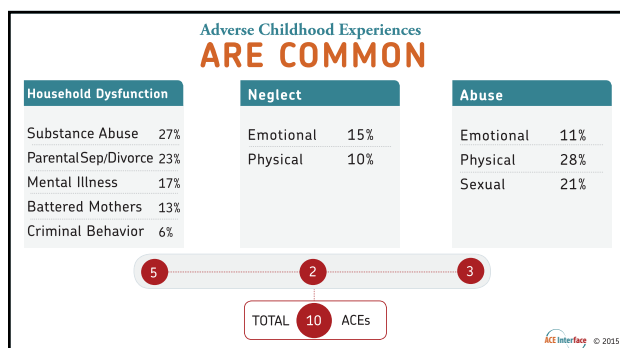 Adverse Childhood Experiences
ARE COMMON
Household Dysfunction
Substance Abuse 27%
Parental Sep/Divorce 23%
Mental Illness 17%
Battered Mothers 13%
Criminal Behavior 6%
Neglect
Emotional 15%
Physical 10%
Abuse
Emotional 11%
Physical 28%
Sexual 21%
5
2
3
TOTAL 10 ACEs
ACE Interface © 2015